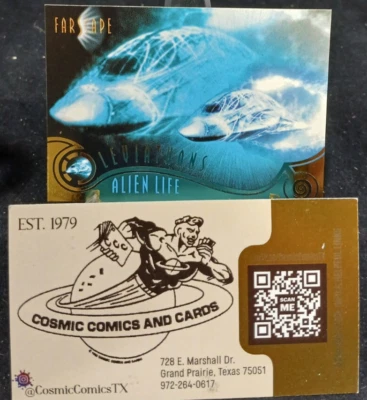 FARSCAPE
LEVIATHANS
ALIEN LIFE
EST. 1979
COSMIC COMICS AND CARDS
SCAN
ME
728 E. Marshall Dr.
Grand Prairie, Texas 75051
972-264-0617
@CosmicComicsTX